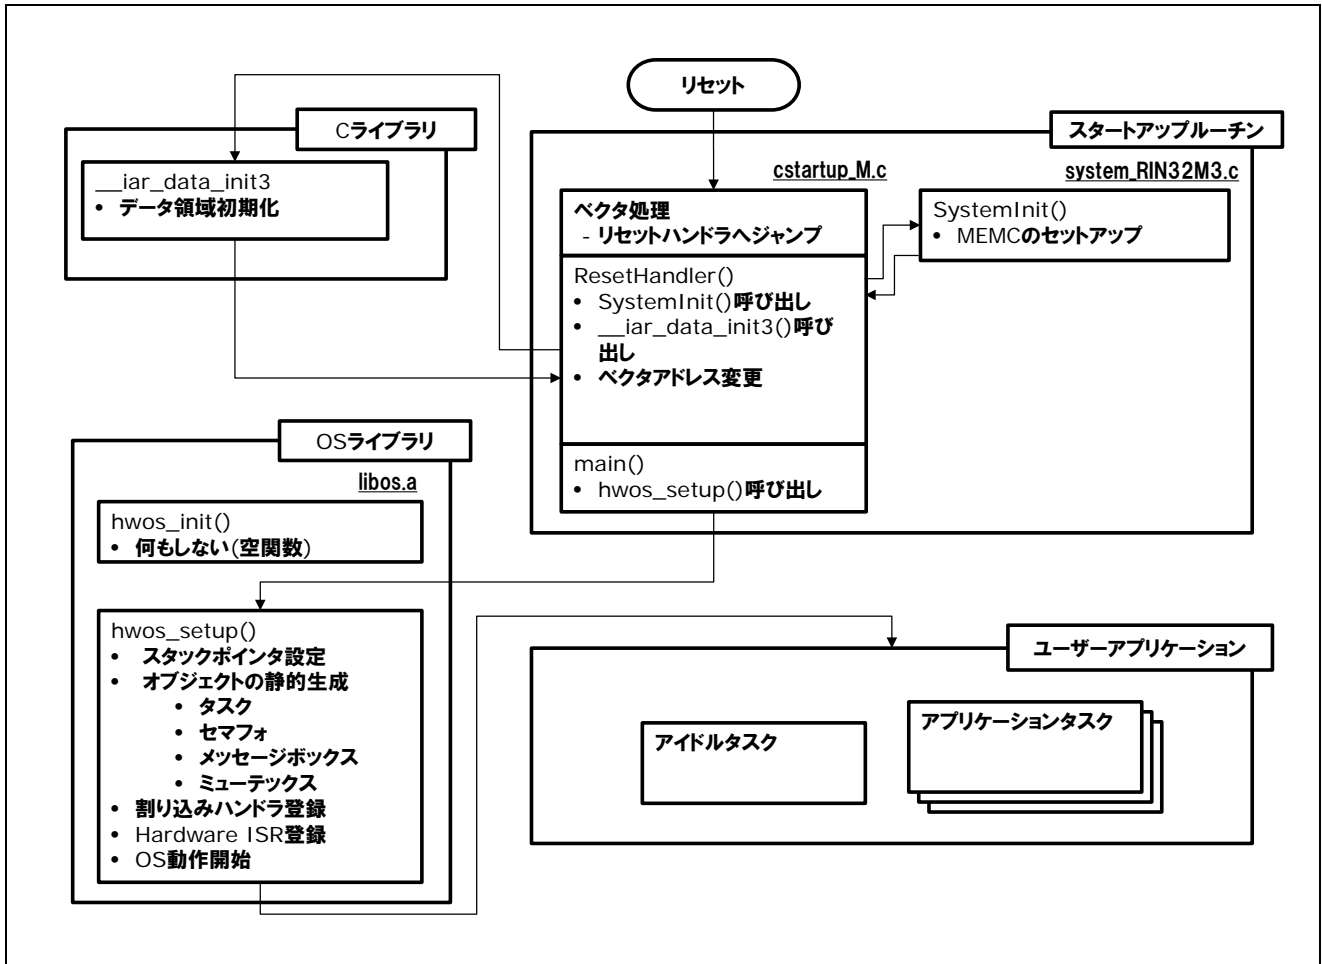 リセット
Cライブラリ
__iar_data_init3
• データ領域初期化
スタートアップルーチン
cstartup_M.c
system_RIN32M3.c
ベクタ処理
- リセットハンドラへジャンプ
SystemInit()
• MEMCのセットアップ
ResetHandler()
• SystemInit()呼び出し
• __iar_data_init3()呼び
出し
• ベクタアドレス変更
main()
• hwos_setup()呼び出し
OSライブラリ
libos.a
hwos_init()
• 何もしない(空関数)
hwos_setup()
• スタックポインタ設定
• オブジェクトの静的生成
• タスク
• セマフォ
• メッセージボックス
• ミューテックス
• 割り込みハンドラ登録
• Hardware ISR登録
• OS動作開始
ユーザーアプリケーション
アイドルタスク
アプリケーションタスク